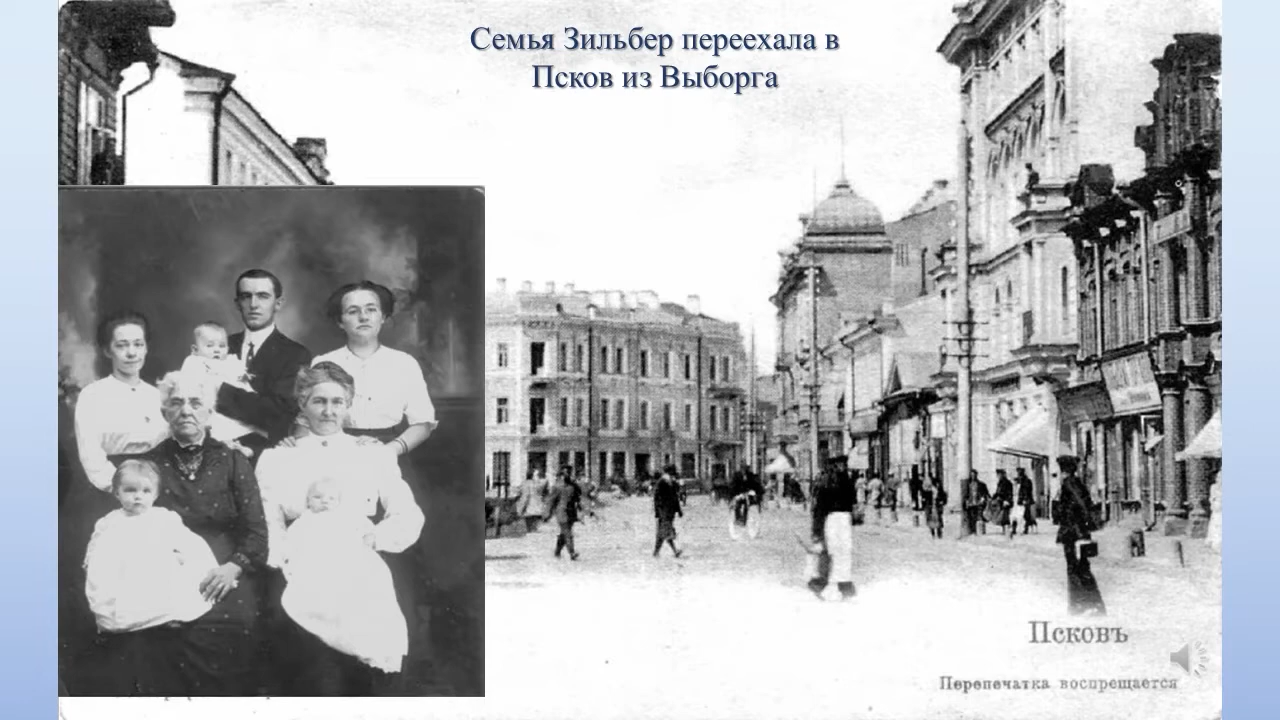 Семья Зильбер переехала в
Псков из Выборга
Псковъ
Перепечатка воспрещается